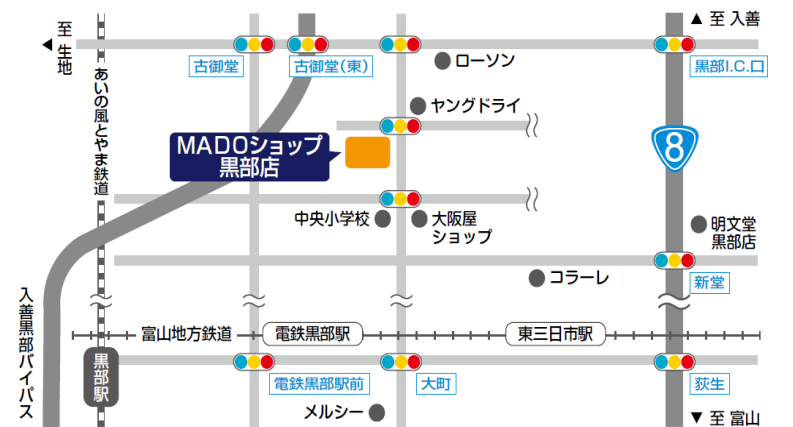 至 生地
▲ 至 入善
古御堂
古御堂(東)
ローソン
黒部I.C.口
あいの風とやま鉄道
ヤングドライ
MADOショップ
黒部店
8
中央小学校
大阪屋
ショップ
明文堂
黒部店
コラーレ
新堂
入善黒部バイパス
富山地方鉄道
電鉄黒部駅
東三日市駅
黒部駅
電鉄黒部駅前
大町
荻生
メルシー
▼ 至 富山